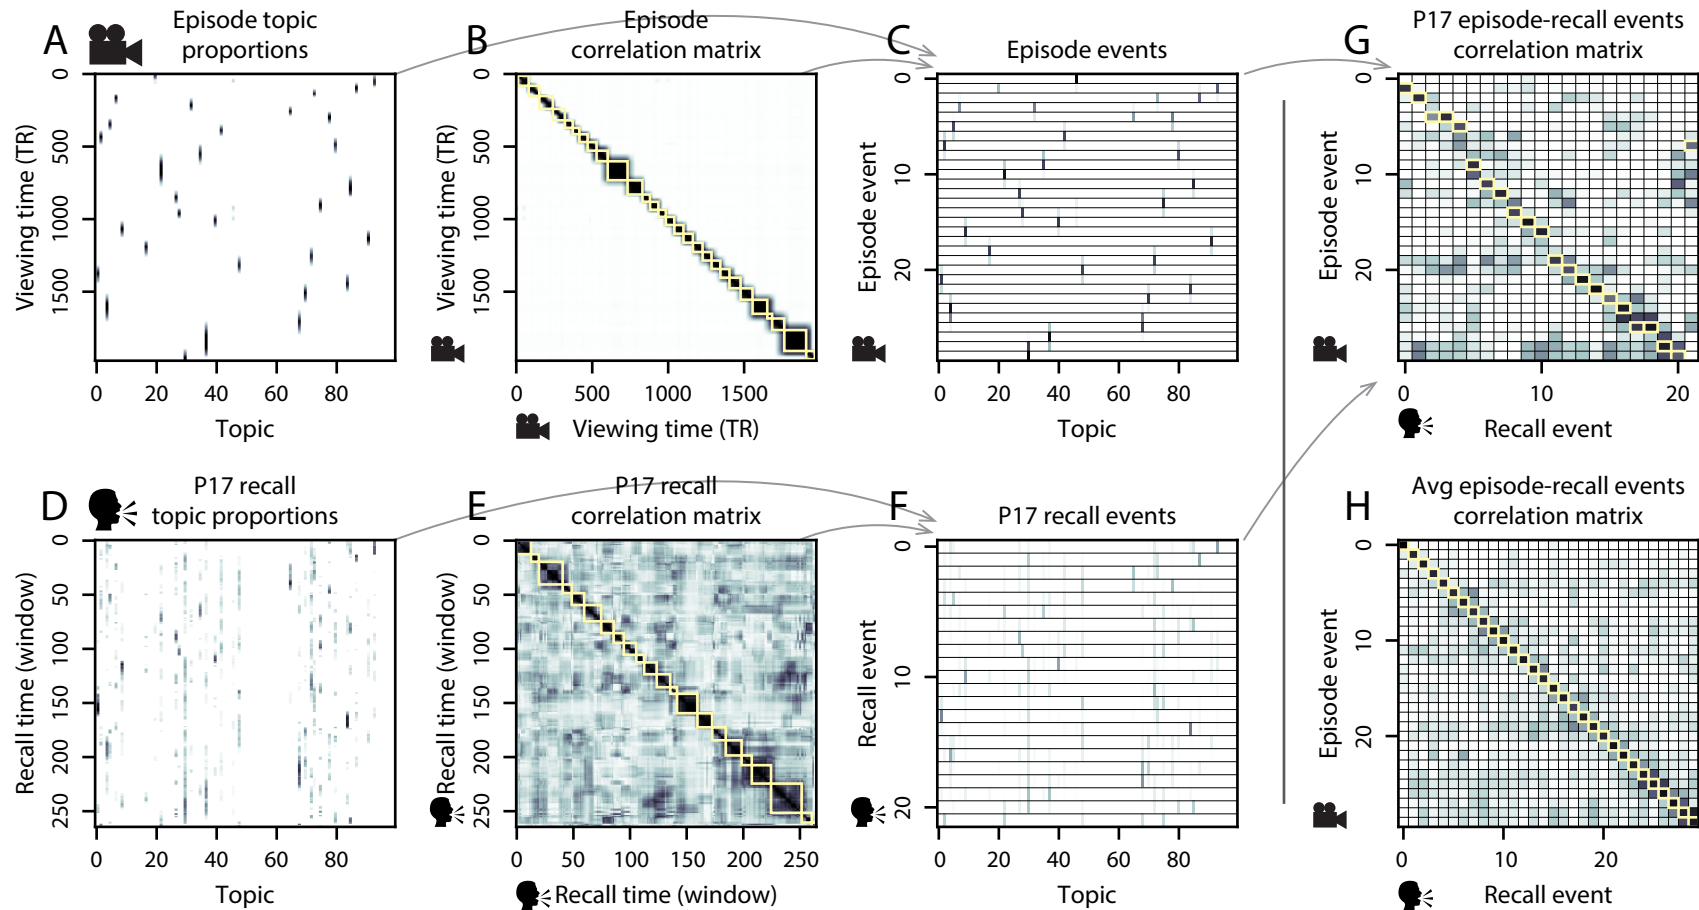 A
Episode topic
proportions
0
500
1000
1500
Viewing time (TR)
0 20 40 60 80
Topic
B
Episode
correlation matrix
0
500
1000
1500
Viewing time (TR)
0 500 1000 1500
Viewing time (TR)
C
Episode events
0
10
20
Episode event
0 20 40 60 80
Topic
G
P17 episode-recall events
correlation matrix
0
10
20
Episode event
0 10 20
Recall event
D
P17 recall
topic proportions
0
50
100
150
200
250
Recall time (window)
0 20 40 60 80
Topic
E
P17 recall
correlation matrix
0
50
100
150
200
250
Recall time (window)
0 50 100 150 200 250
Recall time (window)
F
P17 recall events
0
10
20
Recall event
0 20 40 60 80
Topic
H
Avg episode-recall events
correlation matrix
0
10
20
Episode event
0 10 20
Recall event